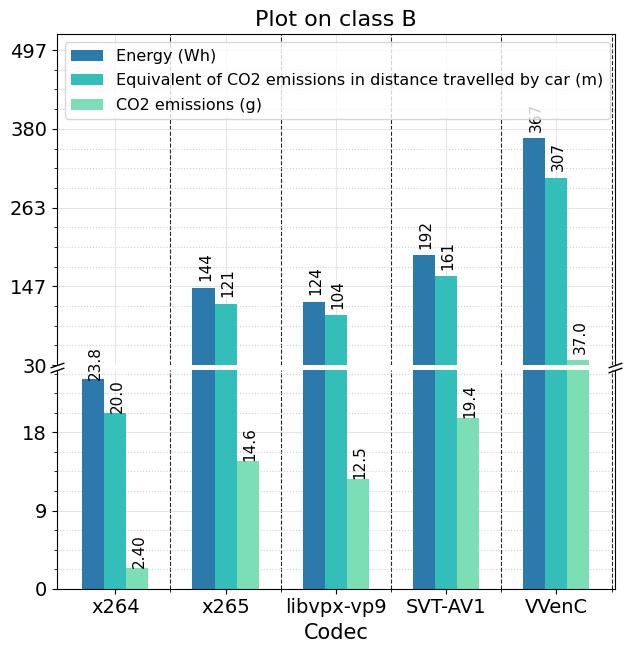 Plot on class B
Energy (Wh)
Equivalent of CO2 emissions in distance travelled by car (m)
CO2 emissions (g)
497
380
263
147
30
18
9
0
23.8
20.0
2.40
144
121
14.6
124
104
12.5
192
161
19.4
367
307
37.0
x264
x265
libvpx-vp9
SVT-AV1
VVenC
Codec